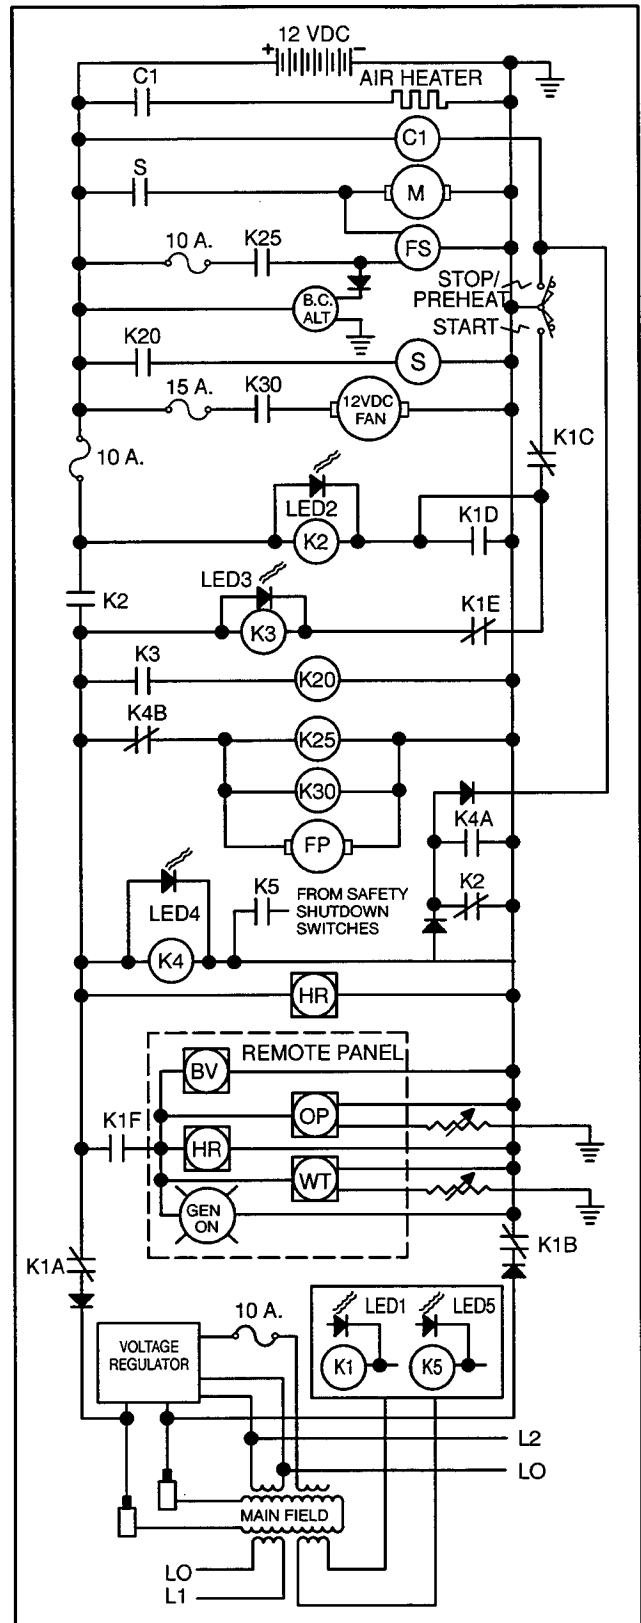 12 VDC
+ −
C1
AIR HEATER
C1
S
M
10 A.
K25
FS
STOP/
PREHEAT
B.C.
ALT
START
K20
S
15 A.
K30
12VDC
FAN
K1C
10 A.
LED2
K1D
K2
K2
LED3
K1E
K3
K3
K20
K4B
K25
K30
K4A
FP
K2
K5
FROM SAFETY
SHUTDOWN
SWITCHES
LED4
K4
HR
REMOTE PANEL
BV
K1F
OP
HR
WT
GEN
ON
K1A
K1B
10 A.
LED1
LED5
VOLTAGE
REGULATOR
K1
K5
L2
LO
MAIN FIELD
LO
L1